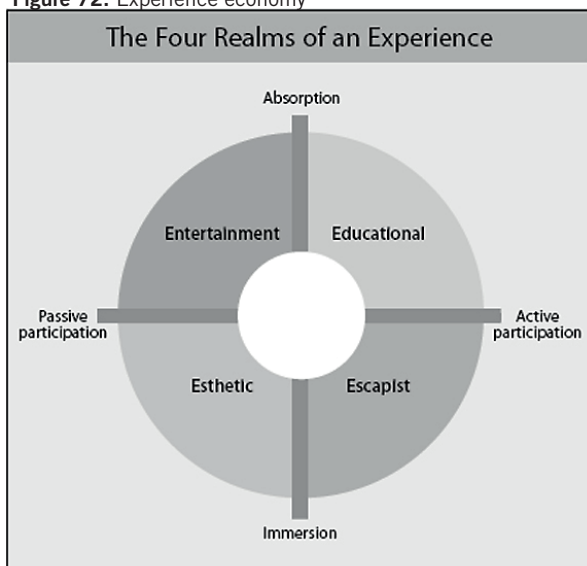 Figure 72. Experience economy
The Four Realms of an Experience
Absorption
Entertainment
Educational
Passive
participation
Active
participation
Esthetic
Escapist
Immersion